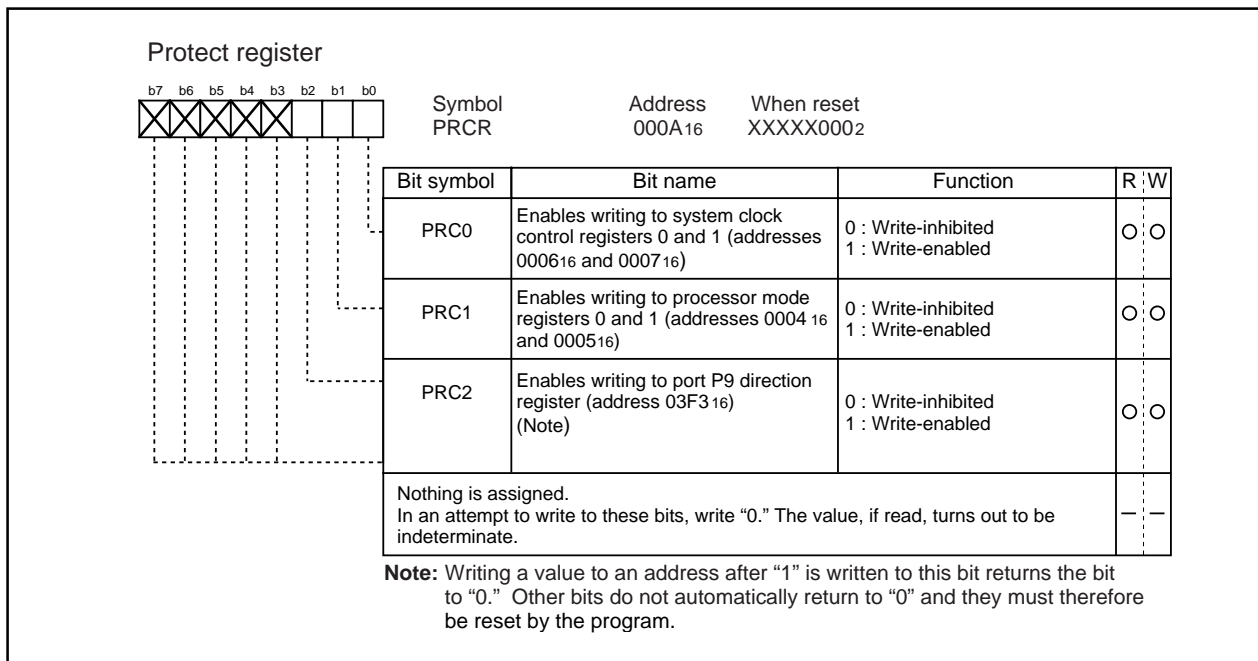 Protect register
b7 b6 b5 b4 b3 b2 b1 b0
Symbol Address When reset
PRCR 000A16 XXXXX0002
Bit symbol Bit name Function R W
PRC0
Enables writing to system clock
control registers 0 and 1 (addresses
000616 and 000716)
0 : Write-inhibited
1 : Write-enabled
PRC1
Enables writing to processor mode
registers 0 and 1 (addresses 0004 16
and 000516)
0 : Write-inhibited
1 : Write-enabled
PRC2
Enables writing to port P9 direction
register (address 03F3 16)
(Note)
0 : Write-inhibited
1 : Write-enabled
Nothing is assigned.
In an attempt to write to these bits, write “0.” The value, if read, turns out to be
indeterminate.
Note: Writing a value to an address after “1” is written to this bit returns the bit
to “0.” Other bits do not automatically return to “0” and they must therefore
be reset by the program.